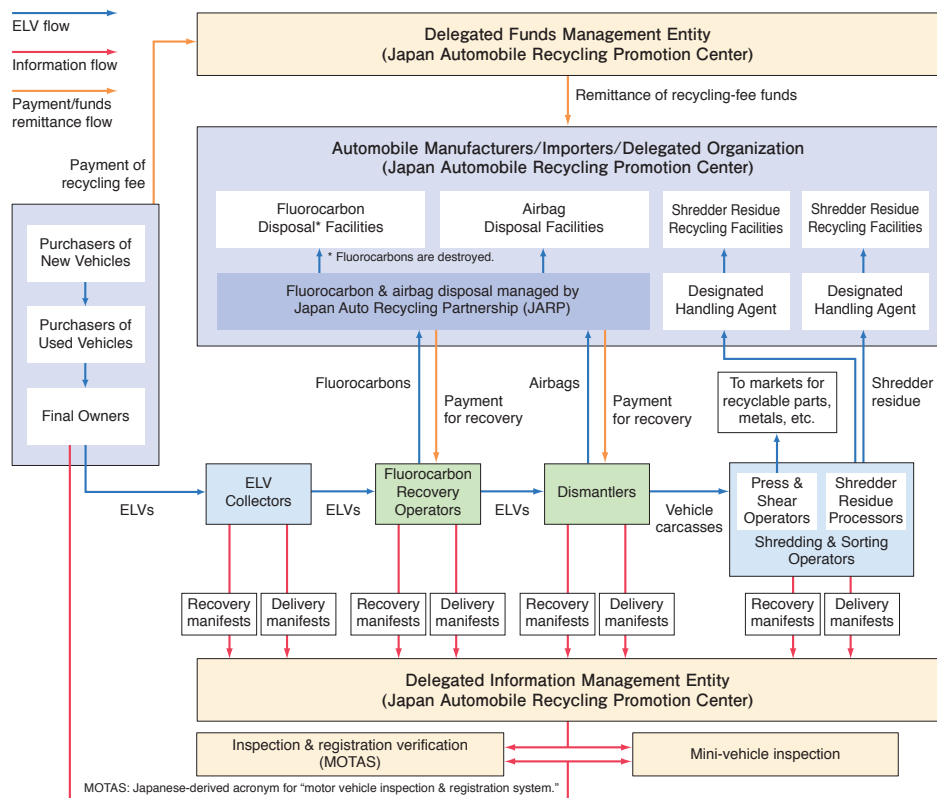 ELV flow
Information flow
Payment/funds
remittance flow
Delegated Funds Management Entity
(Japan Automobile Recycling Promotion Center)
Payment of
recycling fee
Remittance of recycling-fee funds
Automobile Manufacturers/Importers/Delegated Organization
(Japan Automobile Recycling Promotion Center)
Fluorocarbon
Disposal* Facilities
Airbag
Disposal Facilities
Shredder Residue
Recycling Facilities
Shredder Residue
Recycling Facilities
* Fluorocarbons are destroyed.
Fluorocarbon & airbag disposal managed by
Japan Auto Recycling Partnership (JARP)
Designated
Handling Agent
Designated
Handling Agent
Purchasers of
New Vehicles
Purchasers of
Used Vehicles
Final Owners
Fluorocarbons
Payment
for recovery
Airbags
Payment
for recovery
To markets for
recyclable parts,
metals, etc.
Shredder
residue
ELVs
ELV
Collectors
ELVs
Fluorocarbon
Recovery
Operators
ELVs
Dismantlers
Vehicle
carcasses
Press &
Shear
Operators
Shredder
Residue
Processors
Shredding & Sorting
Operators
Recovery
manifests
Delivery
manifests
Recovery
manifests
Delivery
manifests
Recovery
manifests
Delivery
manifests
Recovery
manifests
Delivery
manifests
Delegated Information Management Entity
(Japan Automobile Recycling Promotion Center)
Inspection & registration verification
(MOTAS)
Mini-vehicle inspection
MOTAS: Japanese-derived acronym for “motor vehicle inspection & registration system.”